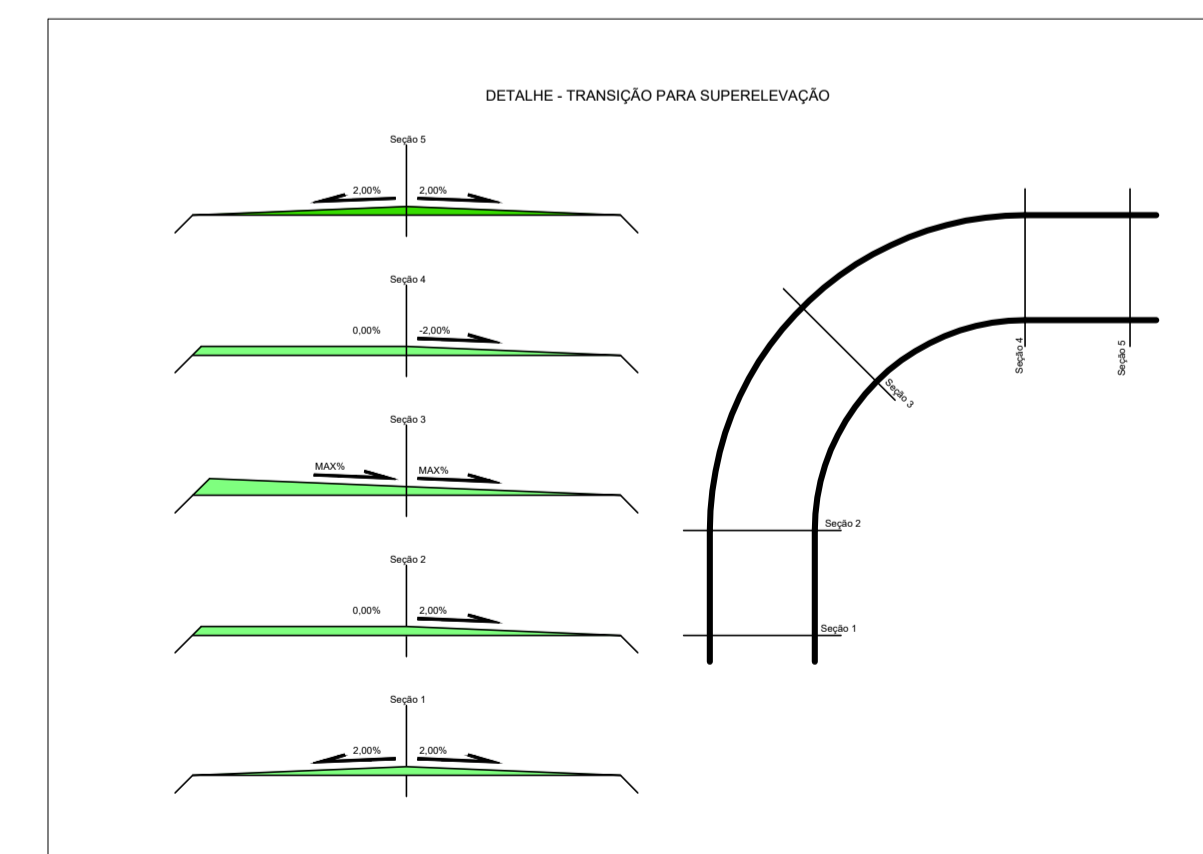 DETALHE - TRANSIÇÃO PARA SUPERELEVAÇÃO
Seção 5
2,00% 2,00%
Seção 4
0,00% -2,00%
Seção 3
MAX% MAX%
Seção 2
0,00% 2,00%
Seção 1
2,00% 2,00%
Seção 4
Seção 5
Seção 3
Seção 2
Seção 1